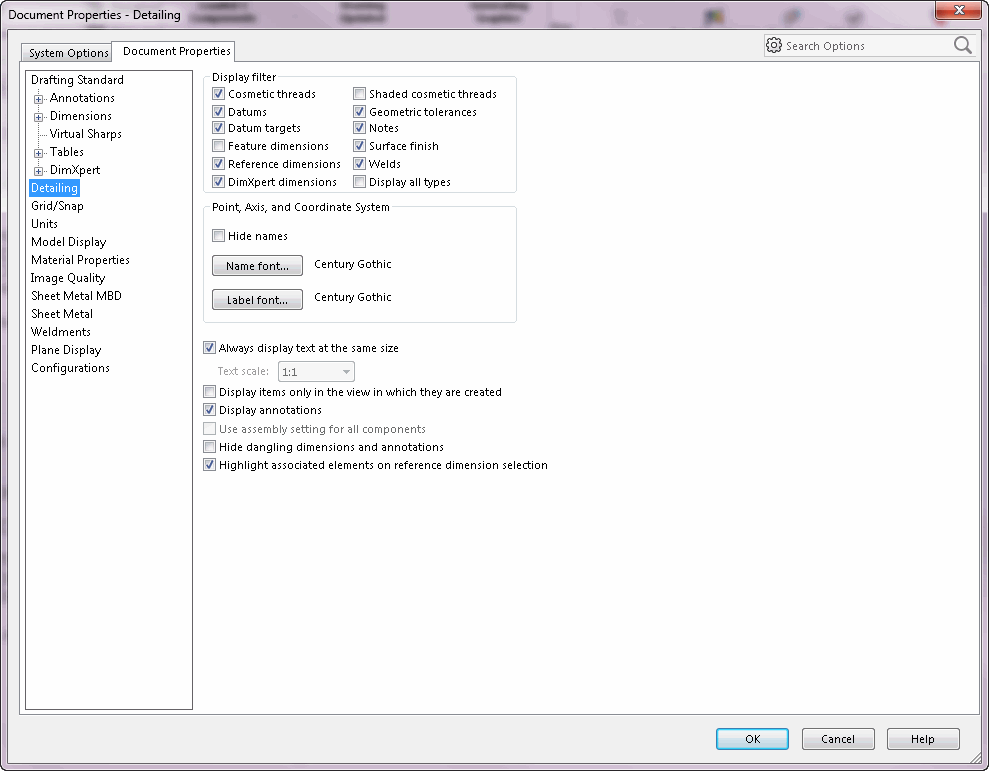 Document Properties - Detailing
System Options
Document Properties
Search Options
Drafting Standard
Annotations
Dimensions
Virtual Sharps
Tables
DimXpert
Detailing
Grid/Snap
Units
Model Display
Material Properties
Image Quality
Sheet Metal MBD
Sheet Metal
Weldments
Plane Display
Configurations
Display filter
Cosmetic threads
Shaded cosmetic threads
Datums
Geometric tolerances
Datum targets
Notes
Feature dimensions
Surface finish
Reference dimensions
Welds
DimXpert dimensions
Display all types
Point, Axis, and Coordinate System
Hide names
Name font...
Century Gothic
Label font...
Century Gothic
Always display text at the same size
Text scale:
1:1
Display items only in the view in which they are created
Display annotations
Use assembly setting for all components
Hide dangling dimensions and annotations
Highlight associated elements on reference dimension selection
OK
Cancel
Help